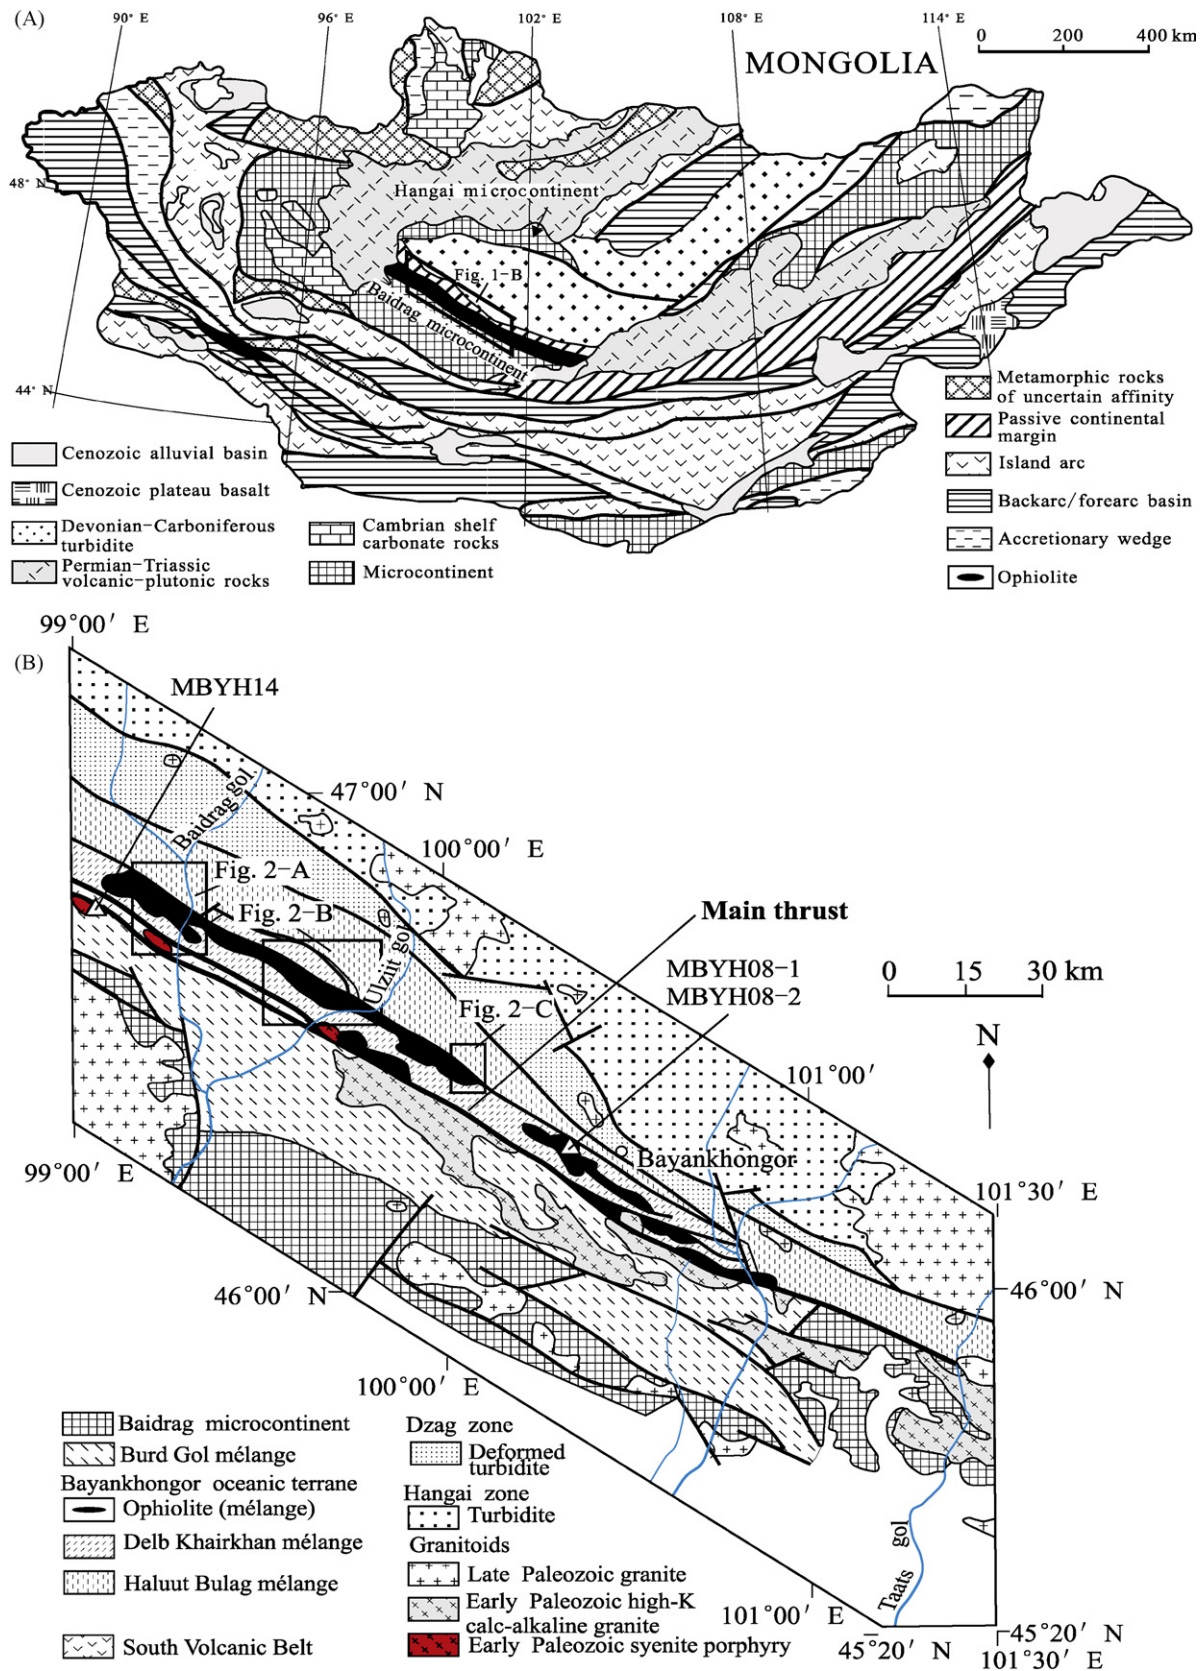 (A)
90° E
96° E
102° E
108° E
114° E
0 200 400 km
MONGOLIA
48° N
Hangai microcontinent
Fig. 1-B
Baidrag microcontinent
44° N
Cenozoic alluvial basin
Cenozoic plateau basalt
Devonian-Carboniferous
turbidite
Permian-Triassic
volcanic-plutonic rocks
Cambrian shelf
carbonate rocks
Microcontinent
Metamorphic rocks
of uncertain affinity
Passive continental
margin
Island arc
Backarc/forearc basin
Accretionary wedge
Ophiolite
(B)
99°00′ E
MBYH14
47°00′ N
Baidrag gol
100°00′ E
Fig. 2-A
Fig. 2-B
Ulzilt gol
Main thrust
MBYH08-1
MBYH08-2
0 15 30 km
Fig. 2-C
N
101°00′
Bayankhongor
99°00′ E
101°30′ E
46°00′ N
46°00′ N
100°00′ E
Baidrag microcontinent
Burd Gol mélange
Bayankhongor oceanic terrane
Ophiolite (mélange)
Delb Khairkhan mélange
Haluut Bulag mélange
South Volcanic Belt
Dzag zone
Deformed
turbidite
Hangai zone
Turbidite
Granitoids
Late Paleozoic granite
Early Paleozoic high-K
calc-alkaline granite
Early Paleozoic syenite porphyry
Taats gol
101°00′ E
45°20′ N
45°20′ N
101°30′ E